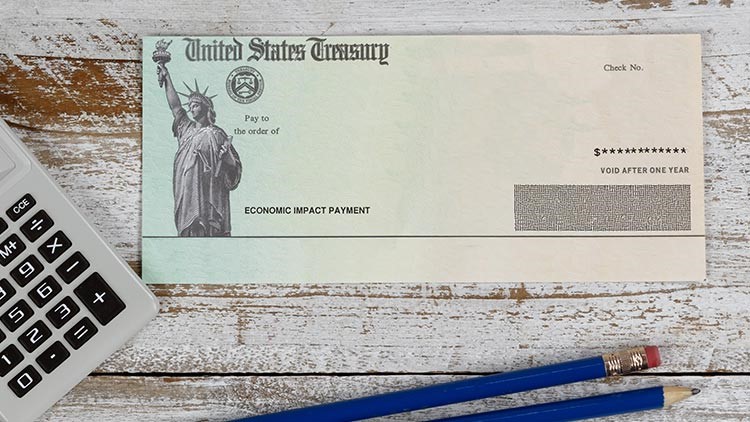 United States Treasury
Check No.
Pay to
the order of
$************
VOID AFTER ONE YEAR
ECONOMIC IMPACT PAYMENT
CCE
÷
M+
X
9
−
6
+
5
3
2
=
1
.
0